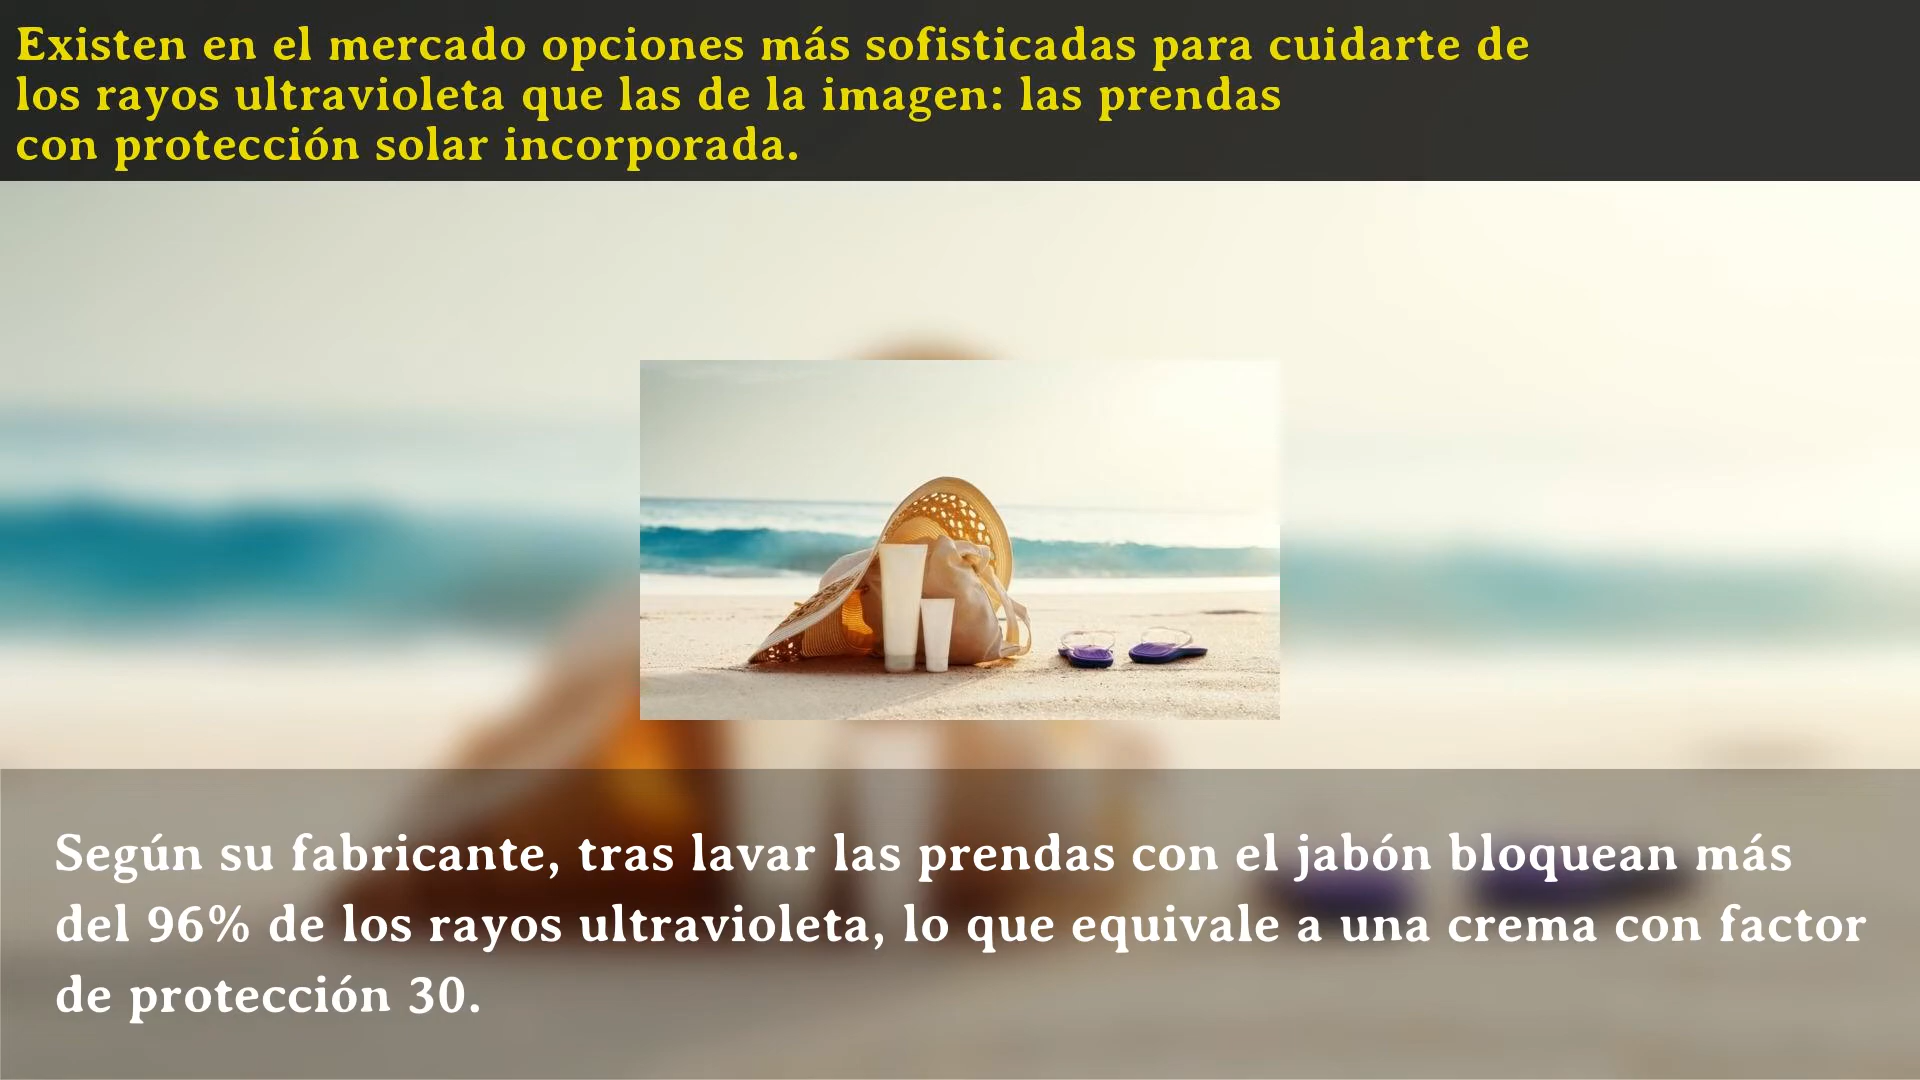 Existen en el mercado opciones más sofisticadas para cuidarte de
los rayos ultravioleta que las de la imagen: las prendas
con protección solar incorporada.
Según su fabricante, tras lavar las prendas con el jabón bloquean más
del 96% de los rayos ultravioleta, lo que equivale a una crema con factor
de protección 30.